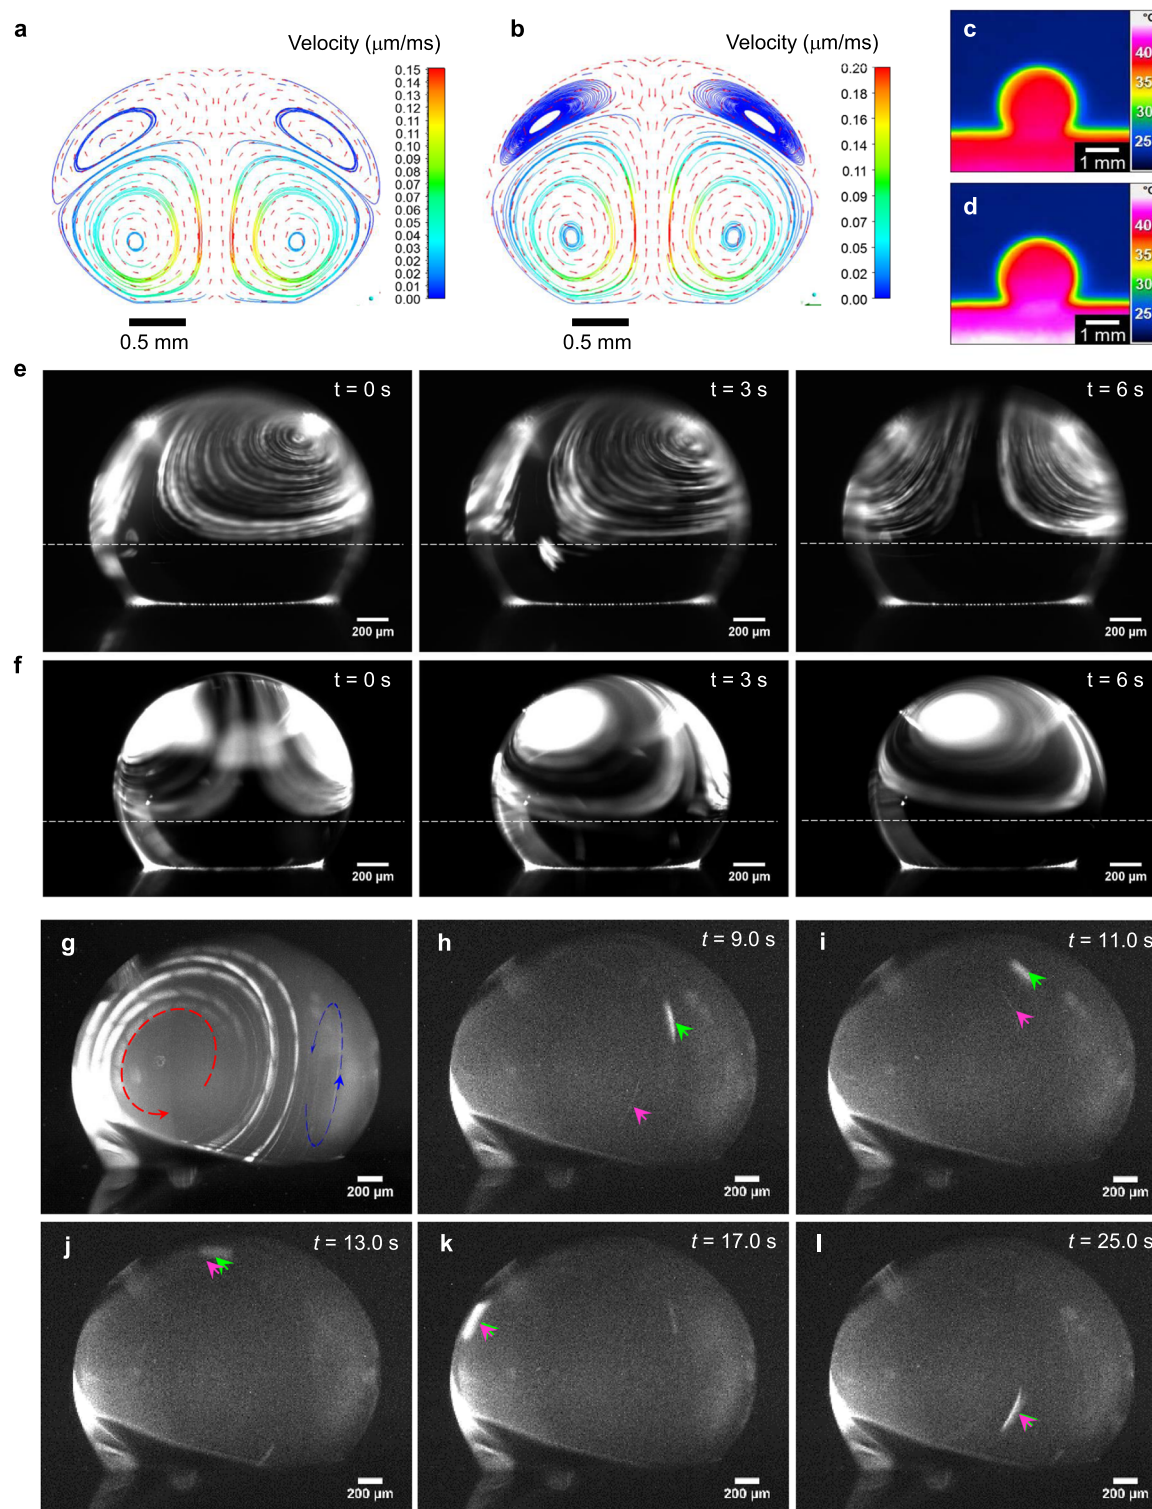 a
Velocity (μm/ms)
0.15
0.14
0.13
0.12
0.11
0.10
0.09
0.08
0.07
0.07
0.06
0.05
0.04
0.03
0.02
0.01
0.00
0.5 mm
b
Velocity (μm/ms)
0.20
0.18
0.16
0.14
0.12
0.10
0.07
0.05
0.04
0.02
0.00
0.5 mm
c
°C
40
35
30
25
1 mm
d
°C
40
35
30
25
1 mm
e
t = 0 s
200 μm
t = 3 s
200 μm
t = 6 s
200 μm
f
t = 0 s
200 μm
t = 3 s
200 μm
t = 6 s
200 μm
g
200 μm
h
t = 9.0 s
200 μm
i
t = 11.0 s
200 μm
j
t = 13.0 s
200 μm
k
t = 17.0 s
200 μm
l
t = 25.0 s
200 μm